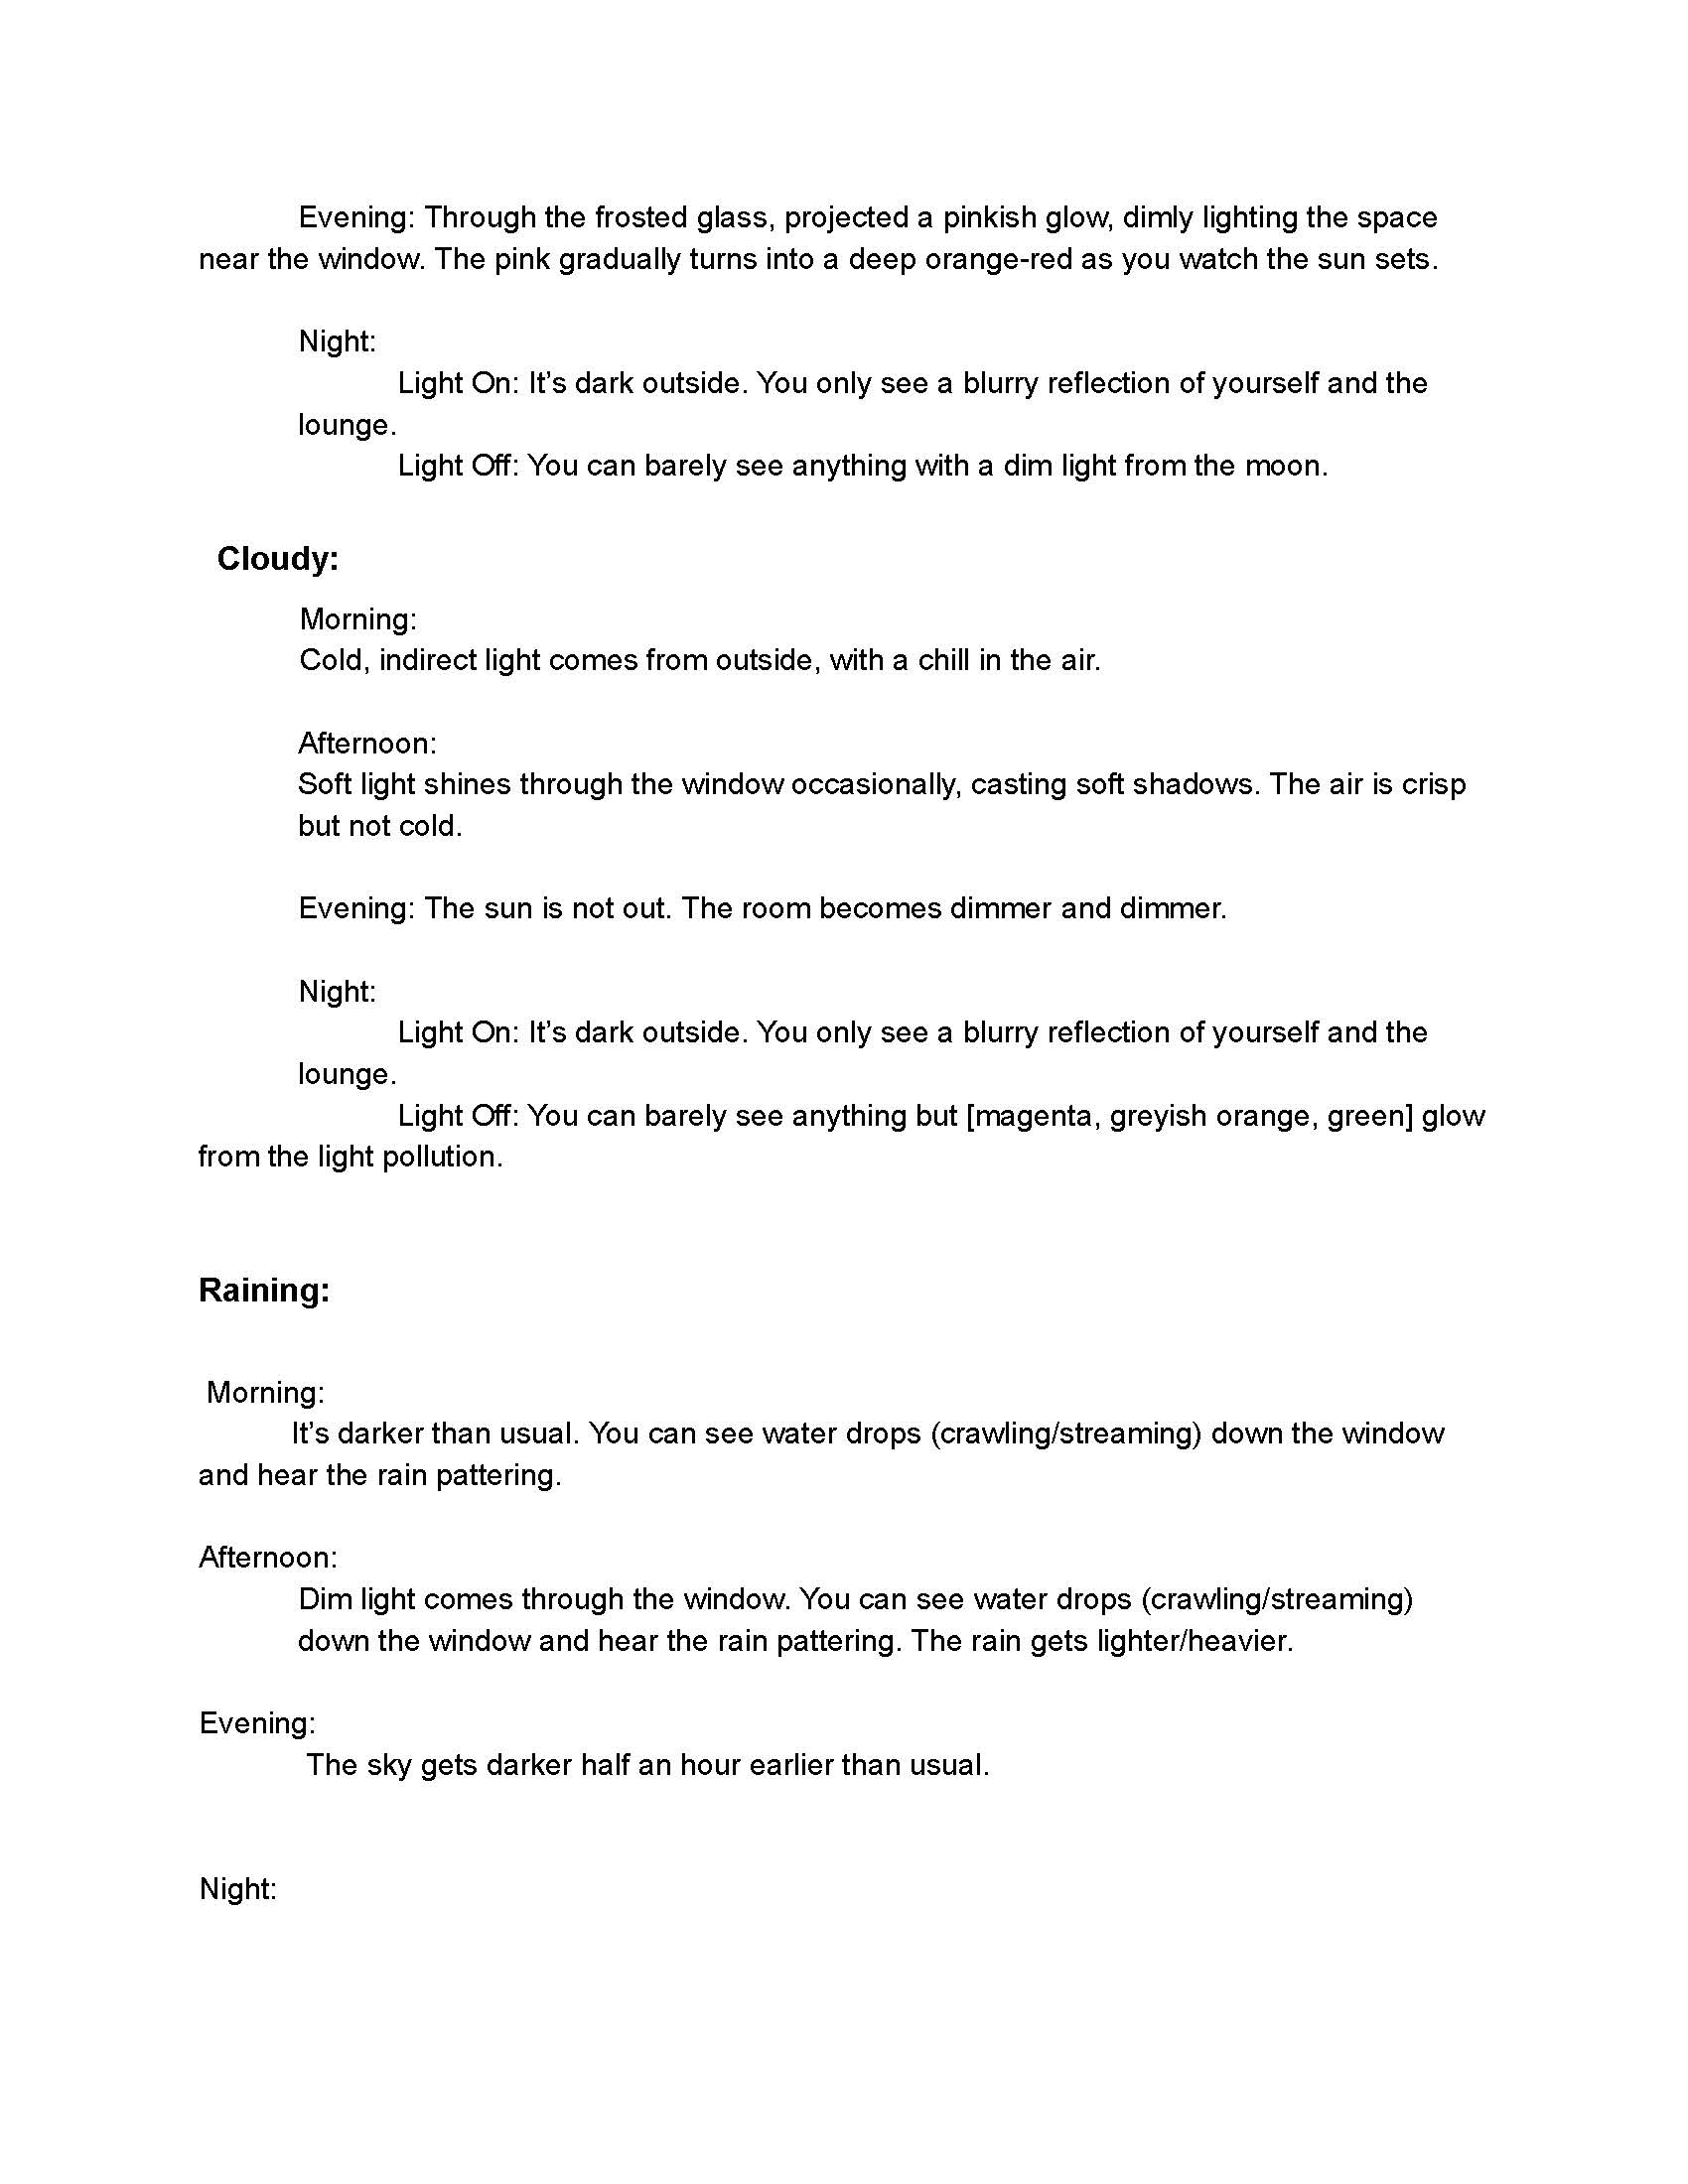 Evening: Through the frosted glass, projected a pinkish glow, dimly lighting the space
near the window. The pink gradually turns into a deep orange-red as you watch the sun sets.
Night:
Light On: It’s dark outside. You only see a blurry reflection of yourself and the
lounge.
Light Off: You can barely see anything with a dim light from the moon.
Cloudy:
Morning:
Cold, indirect light comes from outside, with a chill in the air.
Afternoon:
Soft light shines through the window occasionally, casting soft shadows. The air is crisp
but not cold.
Evening: The sun is not out. The room becomes dimmer and dimmer.
Night:
Light On: It’s dark outside. You only see a blurry reflection of yourself and the
lounge.
Light Off: You can barely see anything but [magenta, greyish orange, green] glow
from the light pollution.
Raining:
Morning:
It’s darker than usual. You can see water drops (crawling/streaming) down the window
and hear the rain pattering.
Afternoon:
Dim light comes through the window. You can see water drops (crawling/streaming)
down the window and hear the rain pattering. The rain gets lighter/heavier.
Evening:
The sky gets darker half an hour earlier than usual.
Night: